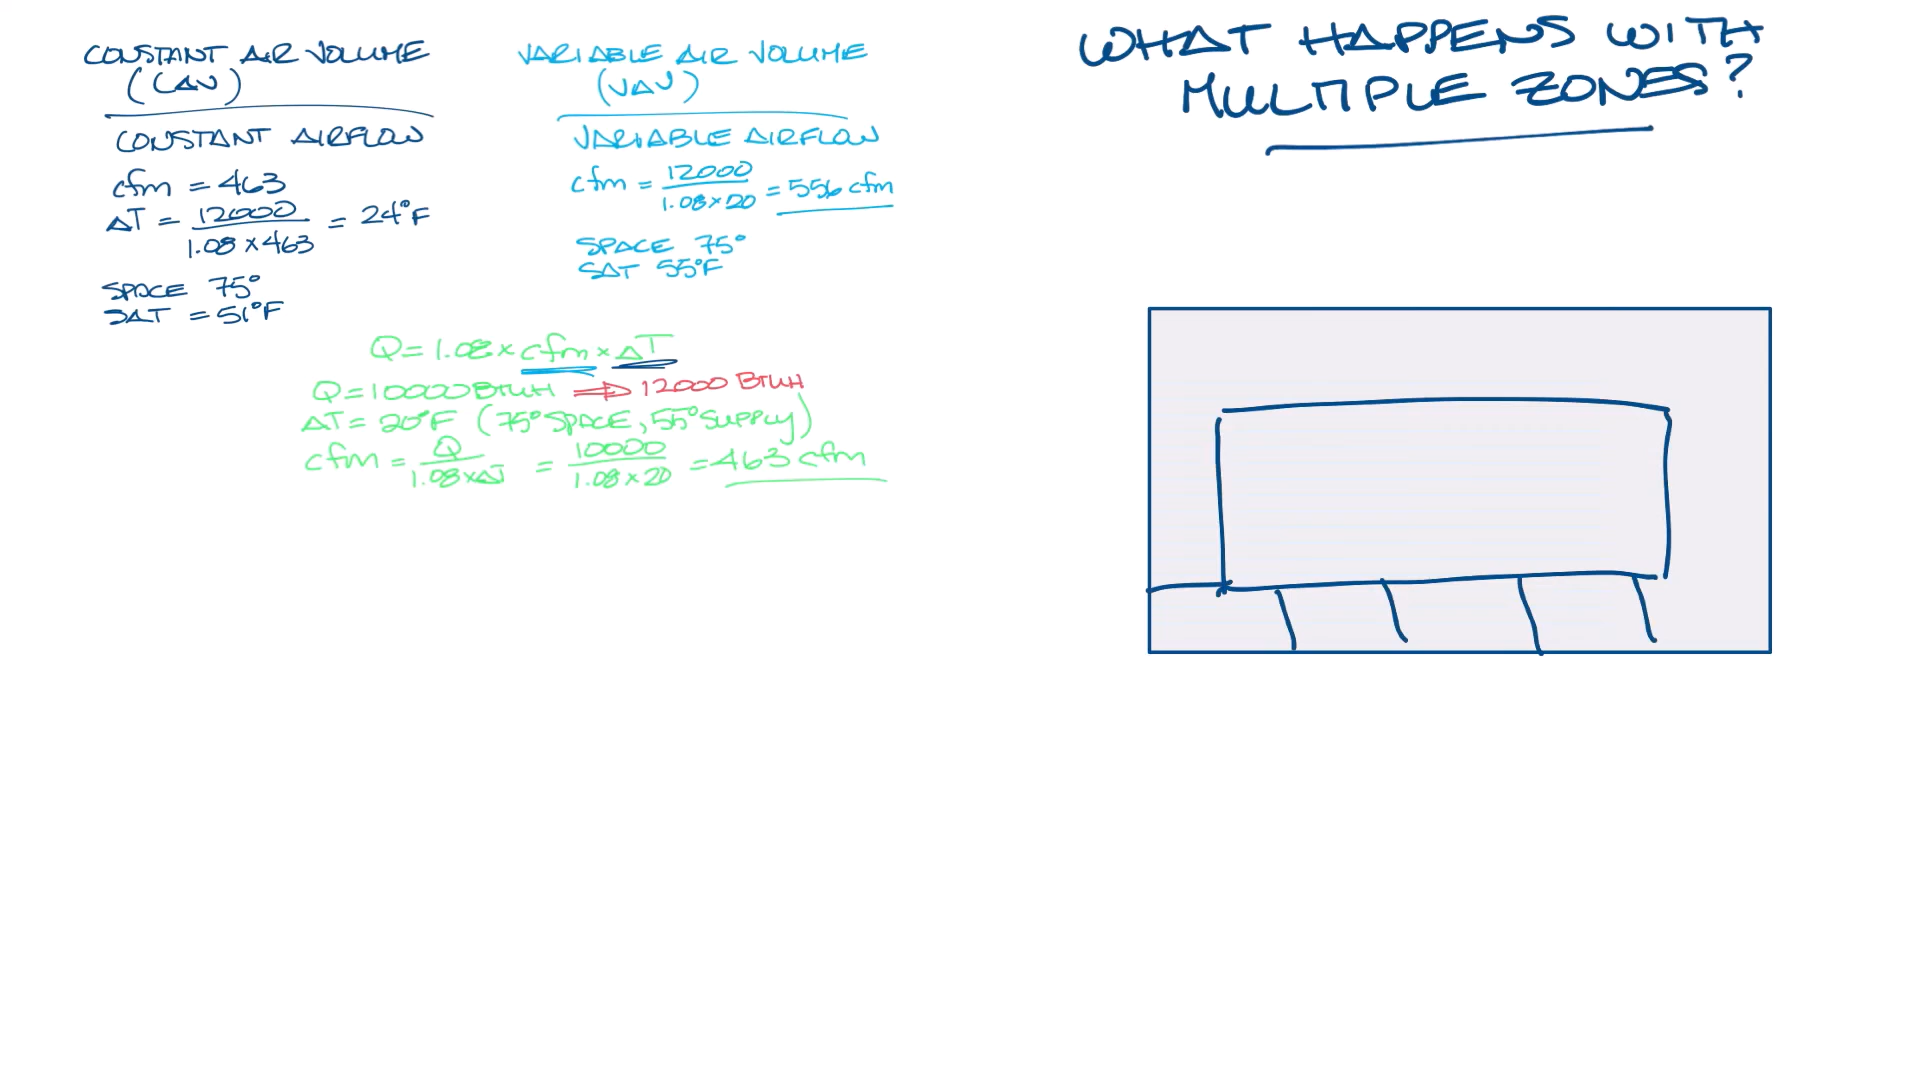 CONSTANT AIR VOLUME
(CAV)
CONSTANT AIRFLOW
cfm = 463
ΔT = 12000 / 1.08 × 463 = 24°F
SPACE 75°
SAT = 51°F
VARIABLE AIR VOLUME
(VAV)
VARIABLE AIRFLOW
cfm = 12000 / 1.08 × 20 = 556 cfm
SPACE 75°
SAT 55°F
Q = 1.08 × cfm × ΔT
Q = 10000 BTUH ⇒ 12000 BTUH
ΔT = 20°F (75° SPACE, 55° SUPPLY)
cfm = Q / 1.08 × ΔT = 10000 / 1.08 × 20 = 463 cfm
WHAT HAPPENS WITH
MULTIPLE ZONES?